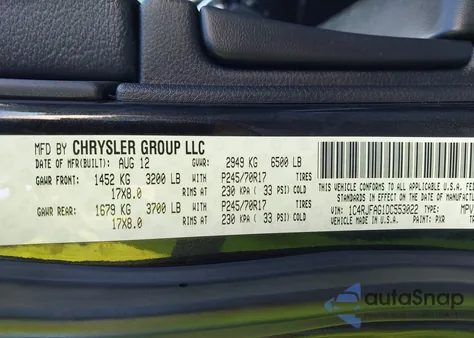 MFD BY CHRYSLER GROUP LLC
DATE OF MFR(BUILT): AUG 12 GVWR: 2949 KG 6500 LB
GAWR FRONT: 1452 KG 3200 LB WITH P245/70R17 TIRES
17X8.0 RIMS AT 230 KPA ( 33 PSI) COLD
GAWR REAR: 1679 KG 3700 LB WITH P245/70R17 TIRES
17X8.0 RIMS AT 230 KPA ( 33 PSI) COLD
THIS VEHICLE CONFORMS TO ALL APPLICABLE U.S.A. FED
STANDARDS IN EFFECT ON THE DATE OF MANUFACTUR
VIN: 1C4RJFAG1DC553022 TYPE: MPV
VEHICLE MADE IN U.S.A. PAINT: PXR
autoSnap